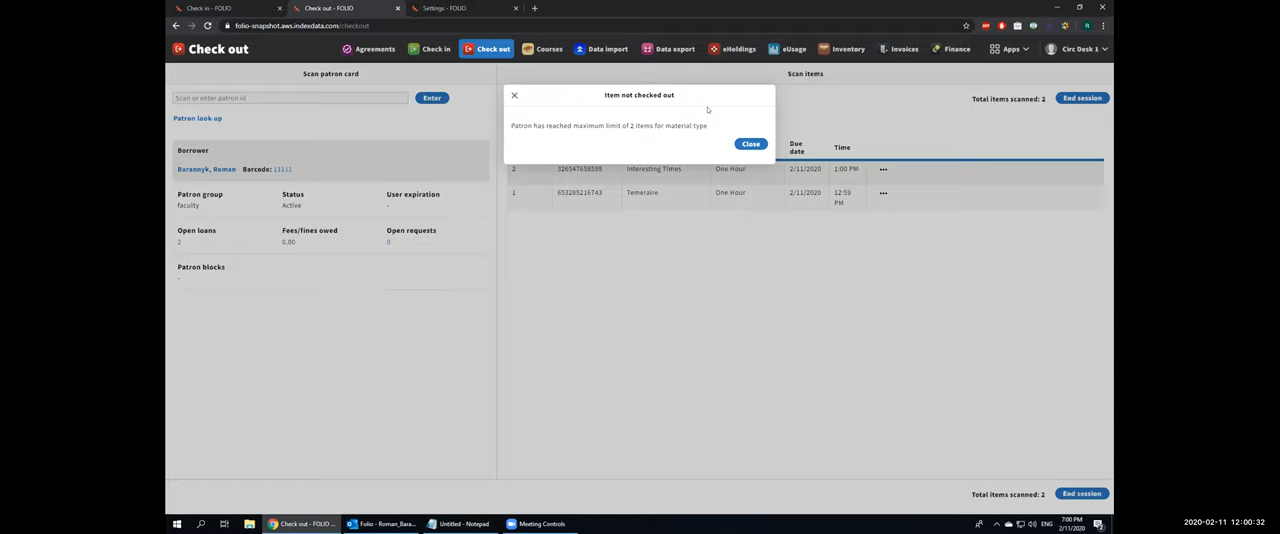 Check in - FOLIO
Check out - FOLIO
Settings - FOLIO
folio-snapshot.aws.indexdata.com/checkout
Check out
Agreements
Check in
Check out
Courses
Data import
Data export
eHoldings
eUsage
Inventory
Invoices
Finance
Apps
Circ Desk 1
Scan patron card
Scan items
Scan or enter patron id
Enter
Total items scanned: 2
End session
Patron look-up
Item not checked out
Patron has reached maximum limit of 2 items for material type
Close
Borrower
Barannyk, Roman Barcode: 11111
Due
date
Time
2 326547658598 Interesting Times One Hour 2/11/2020 1:00 PM •••
1 653285216743 Temeraire One Hour 2/11/2020 12:59
PM •••
Patron group Status User expiration
faculty Active -
Open loans Fees/fines owed Open requests
2 0.00 0
Patron blocks
-
Total items scanned: 2
End session
Check out - FOLIO ...
Folio - Roman_Bara...
Untitled - Notepad
Meeting Controls
ENG
7:00 PM
2/11/2020
2020-02-11 12:00:32